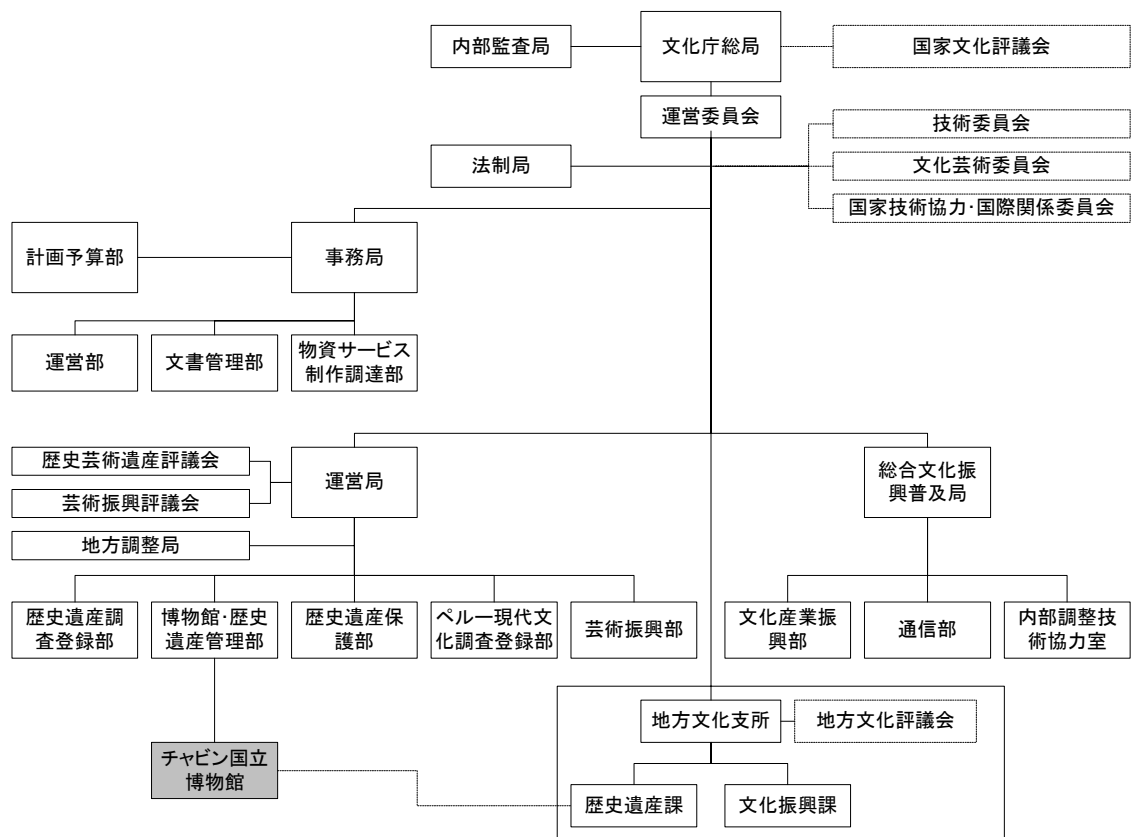 内部監査局
文化庁総局
国家文化評議会
運営委員会
技術委員会
法制局
文化芸術委員会
国家技術協力・国際関係委員会
計画予算部
事務局
運営部
文書管理部
物資サービス
制作調達部
歴史芸術遺産評議会
芸術振興評議会
運営局
総合文化振
興普及局
地方調整局
歴史遺産調
査登録部
博物館・歴史
遺産管理部
歴史遺産保
護部
ペルー現代文
化調査登録部
芸術振興部
文化産業振
興部
通信部
内部調整技
術協力室
地方文化支所
地方文化評議会
チャビン国立
博物館
歴史遺産課
文化振興課